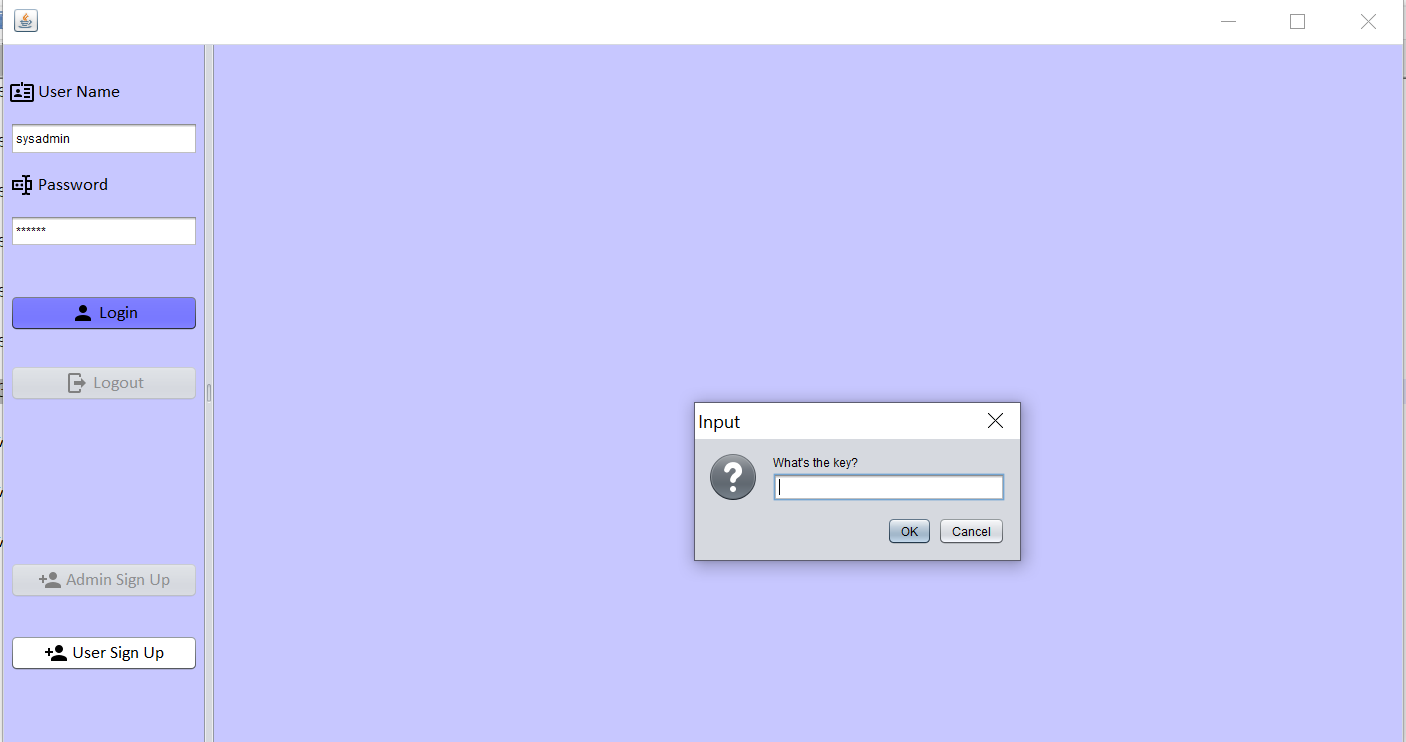 User Name
sysadmin
Password
******
Login
Logout
Admin Sign Up
User Sign Up
Input
What's the key?
OK
Cancel